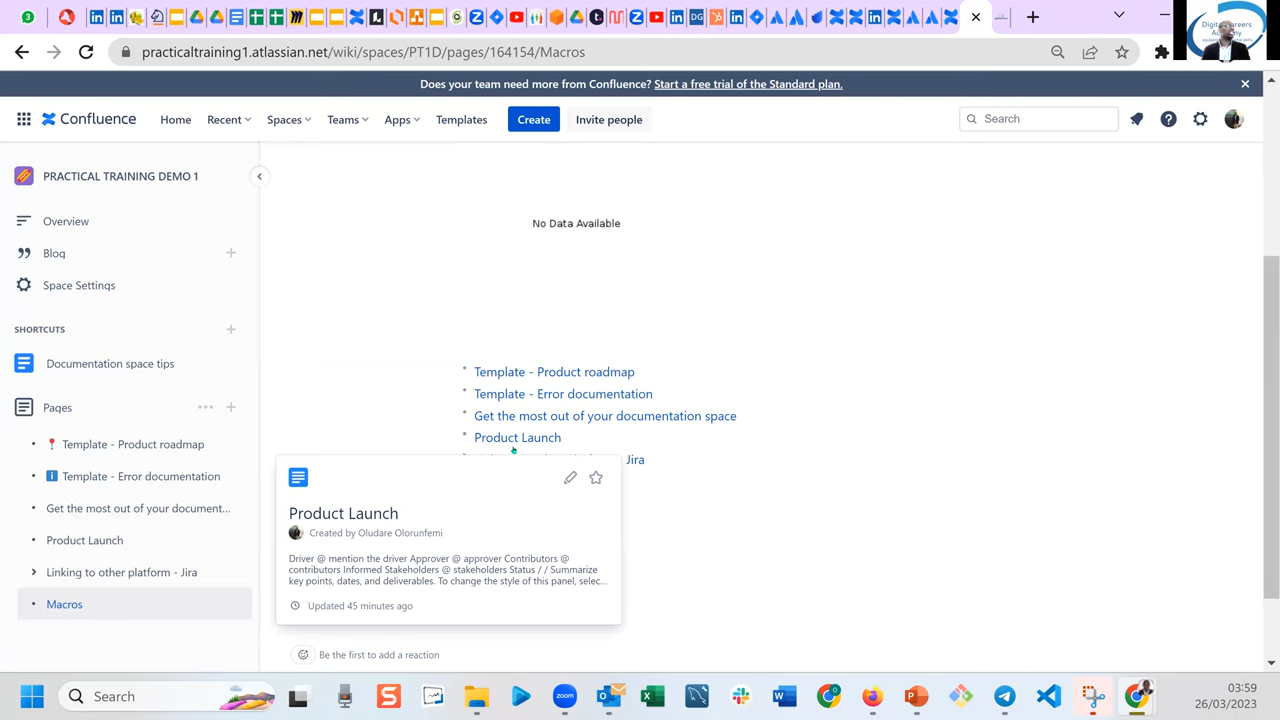 practicaltraining1.atlassian.net/wiki/spaces/PT1D/pages/164154/Macros
Does your team need more from Confluence? Start a free trial of the Standard plan.
Confluence Home Recent Spaces Teams Apps Templates Create Invite people Search
PRACTICAL TRAINING DEMO 1
Overview
Blog
Space Settings
SHORTCUTS
Documentation space tips
Pages
Template - Product roadmap
Template - Error documentation
Get the most out of your document...
Product Launch
Linking to other platform - Jira
Macros
No Data Available
Template - Product roadmap
Template - Error documentation
Get the most out of your documentation space
Product Launch
Jira
Product Launch
Created by Oludare Olorunfemi
Driver @ mention the driver Approver @ approver Contributors @
contributors Informed Stakeholders @ stakeholders Status / / Summarize
key points, dates, and deliverables. To change the style of this panel, selec...
Updated 45 minutes ago
Be the first to add a reaction
Search
03:59
26/03/2023